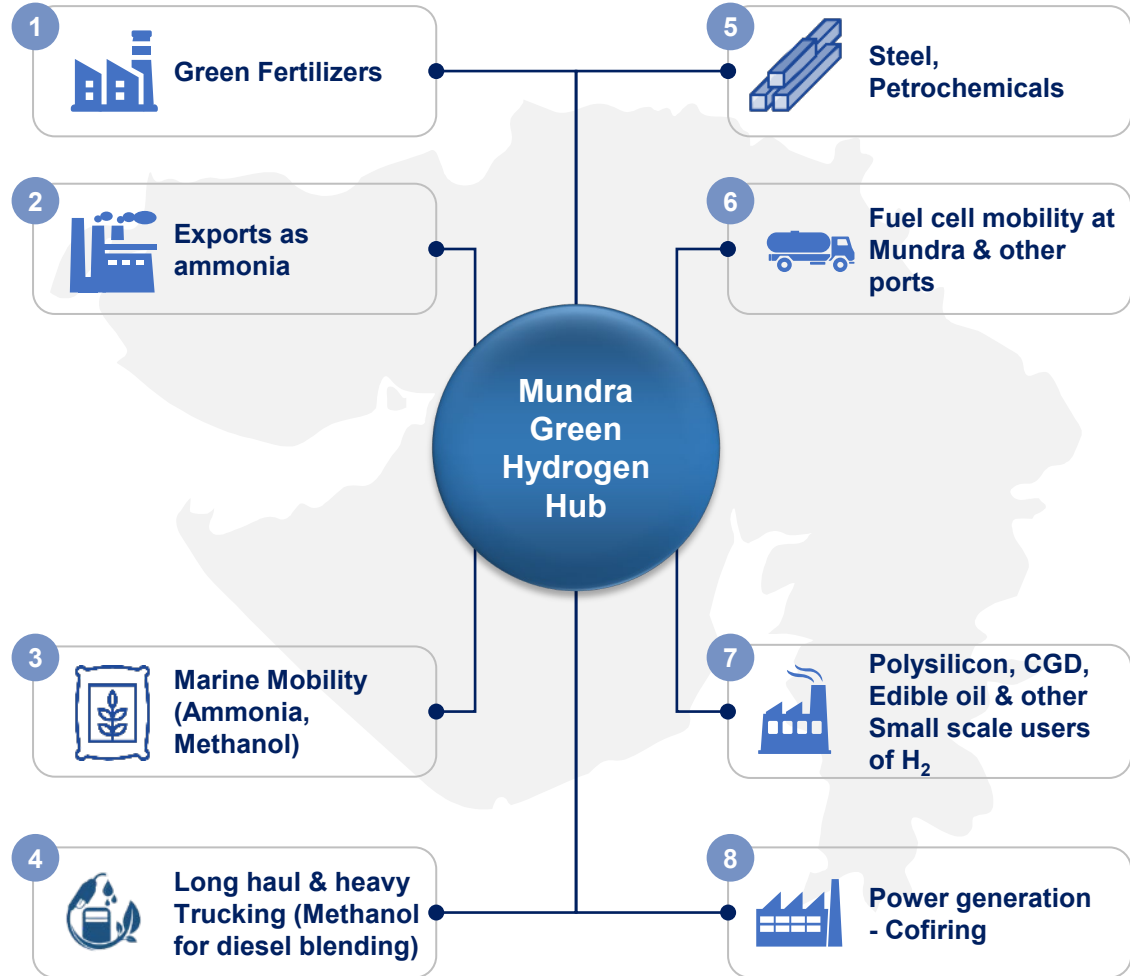 1
Green Fertilizers
2
Exports as
ammonia
3
Marine Mobility
(Ammonia,
Methanol)
4
Long haul & heavy
Trucking (Methanol
for diesel blending)
Mundra
Green
Hydrogen
Hub
5
Steel,
Petrochemicals
6
Fuel cell mobility at
Mundra & other
ports
7
Polysilicon, CGD,
Edible oil & other
Small scale users
of H₂
8
Power generation
- Cofiring